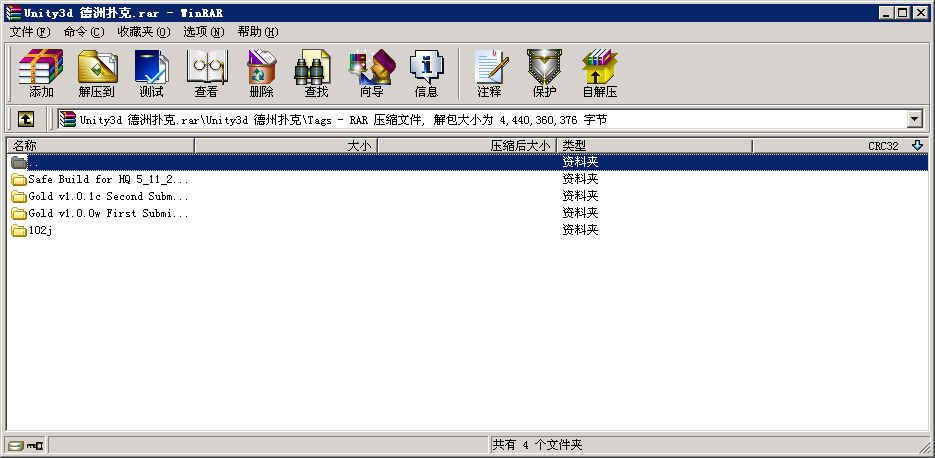 Unity3d 德洲扑克.rar - WinRAR
文件(F) 命令(C) 收藏夹(O) 选项(N) 帮助(H)
添加 解压到 测试 查看 删除 查找 向导 信息 注释 保护 自解压
Unity3d 德洲扑克.rar\Unity3d 德州扑克\Tags - RAR 压缩文件, 解包大小为 4,440,360,376 字节
名称 大小 压缩后大小 类型 CRC32
.. 资料夹
Safe Build for HQ 5_11_2... 资料夹
Gold v1.0.1c Second Subm... 资料夹
Gold v1.0.0w First Submi... 资料夹
102j 资料夹
共有 4 个文件夹